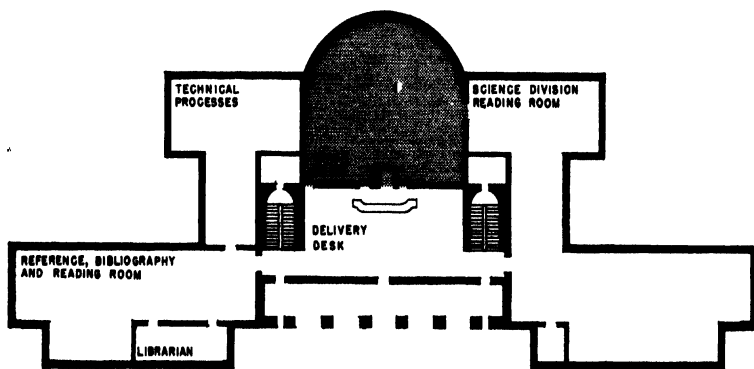 TECHNICAL
PROCESSES
SCIENCE DIVISION
READING ROOM
DELIVERY
DESK
REFERENCE, BIBLIOGRAPHY
AND READING ROOM
LIBRARIAN